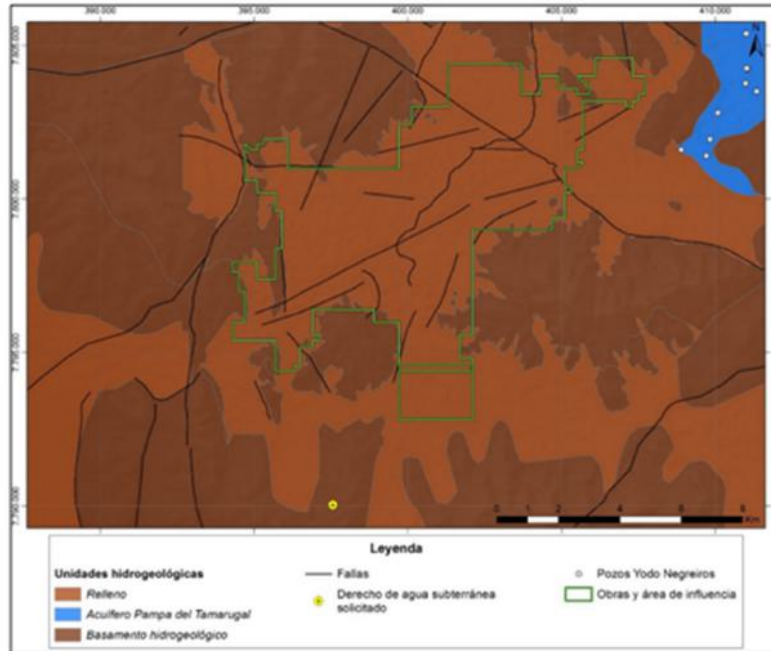 390.000
395.000
400.000
405.000
410.000
7.805.000
7.800.000
7.795.000
7.790.000
N
0 1 2 4 6 8
Km
Leyenda
Unidades hidrogeológicas
Relleno
Acuífero Pampa del Tamarugal
Basamento hidrogeológico
Fallas
Derecho de agua subterránea
solicitado
Pozos Yodo Negreiros
Obras y área de influencia